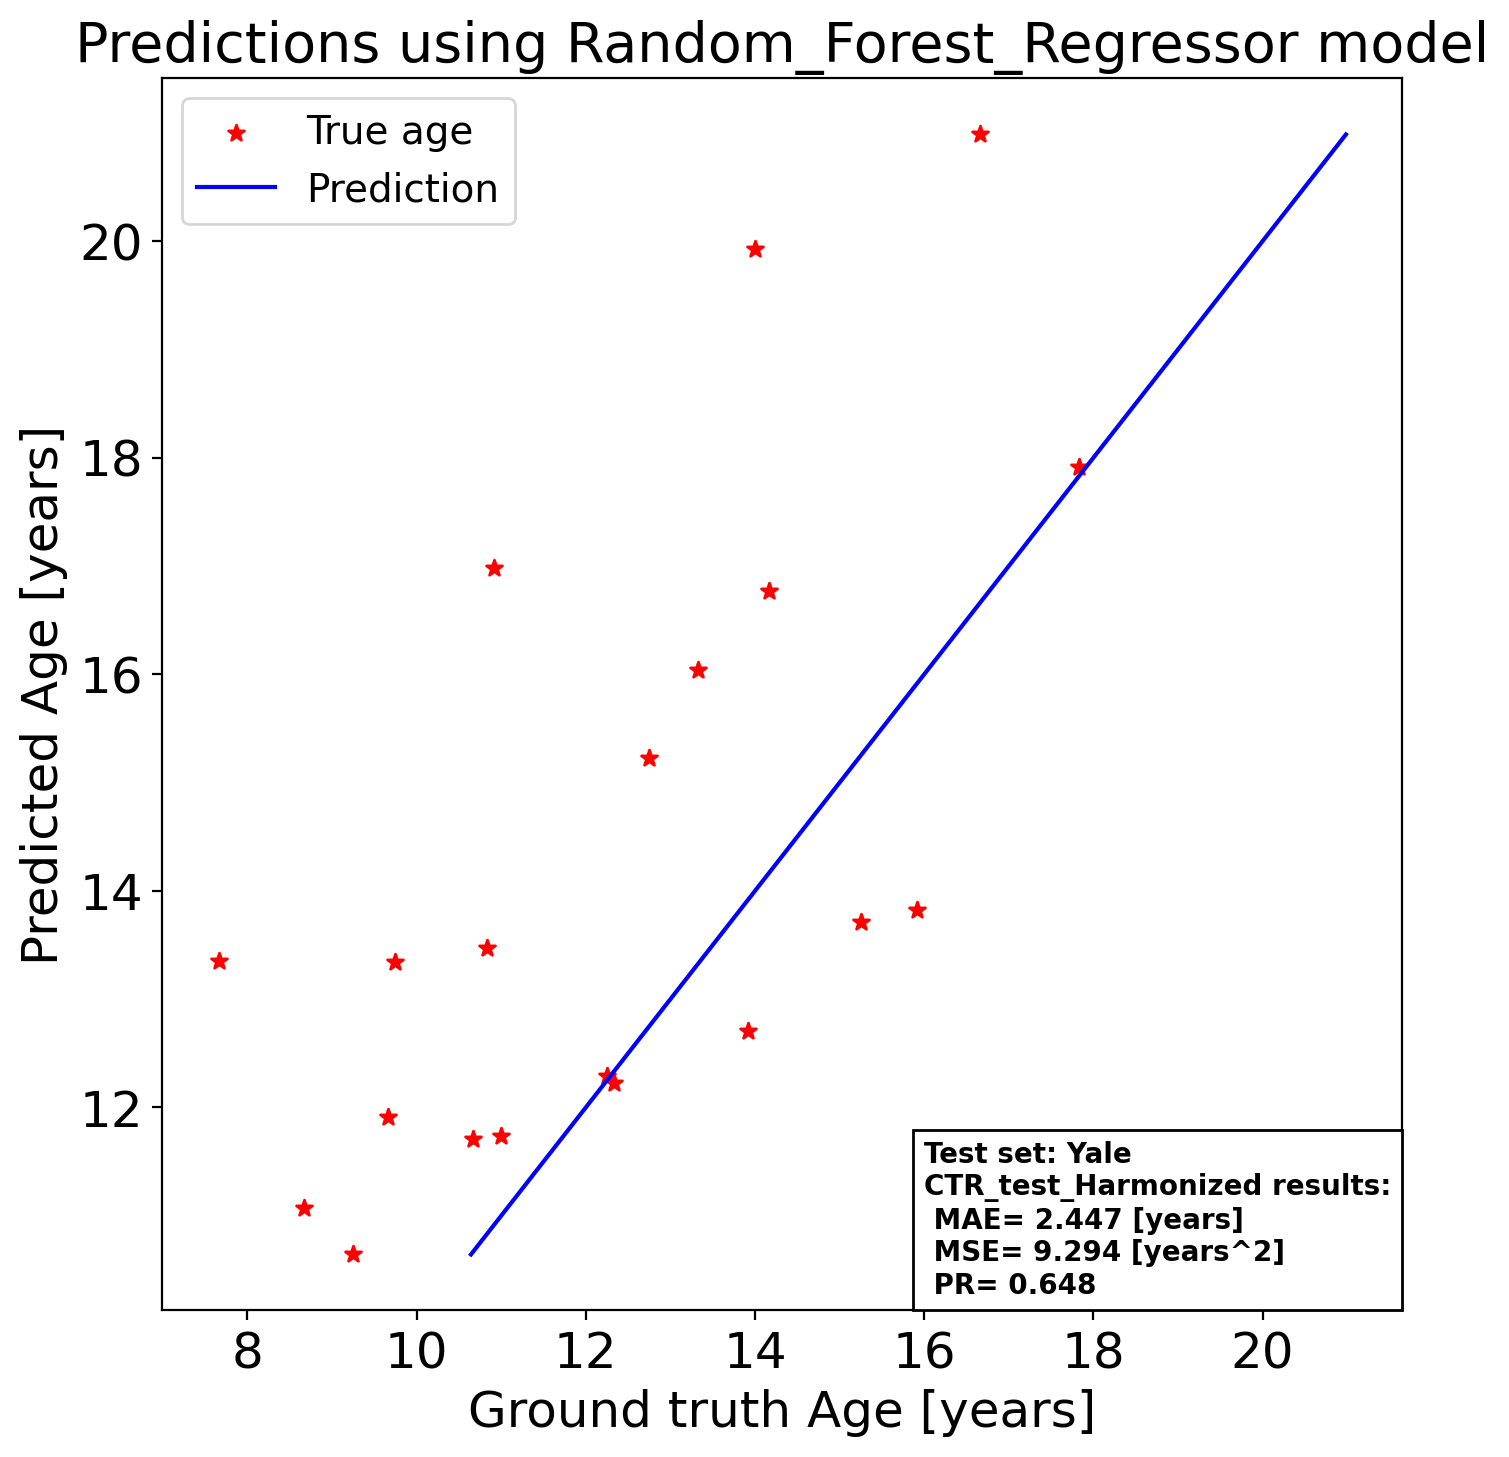 Predictions using Random_Forest_Regressor model
True age
Prediction
Predicted Age [years]
20
18
16
14
12
Test set: Yale
CTR_test_Harmonized results:
MAE= 2.447 [years]
MSE= 9.294 [years^2]
PR= 0.648
8 10 12 14 16 18 20
Ground truth Age [years]